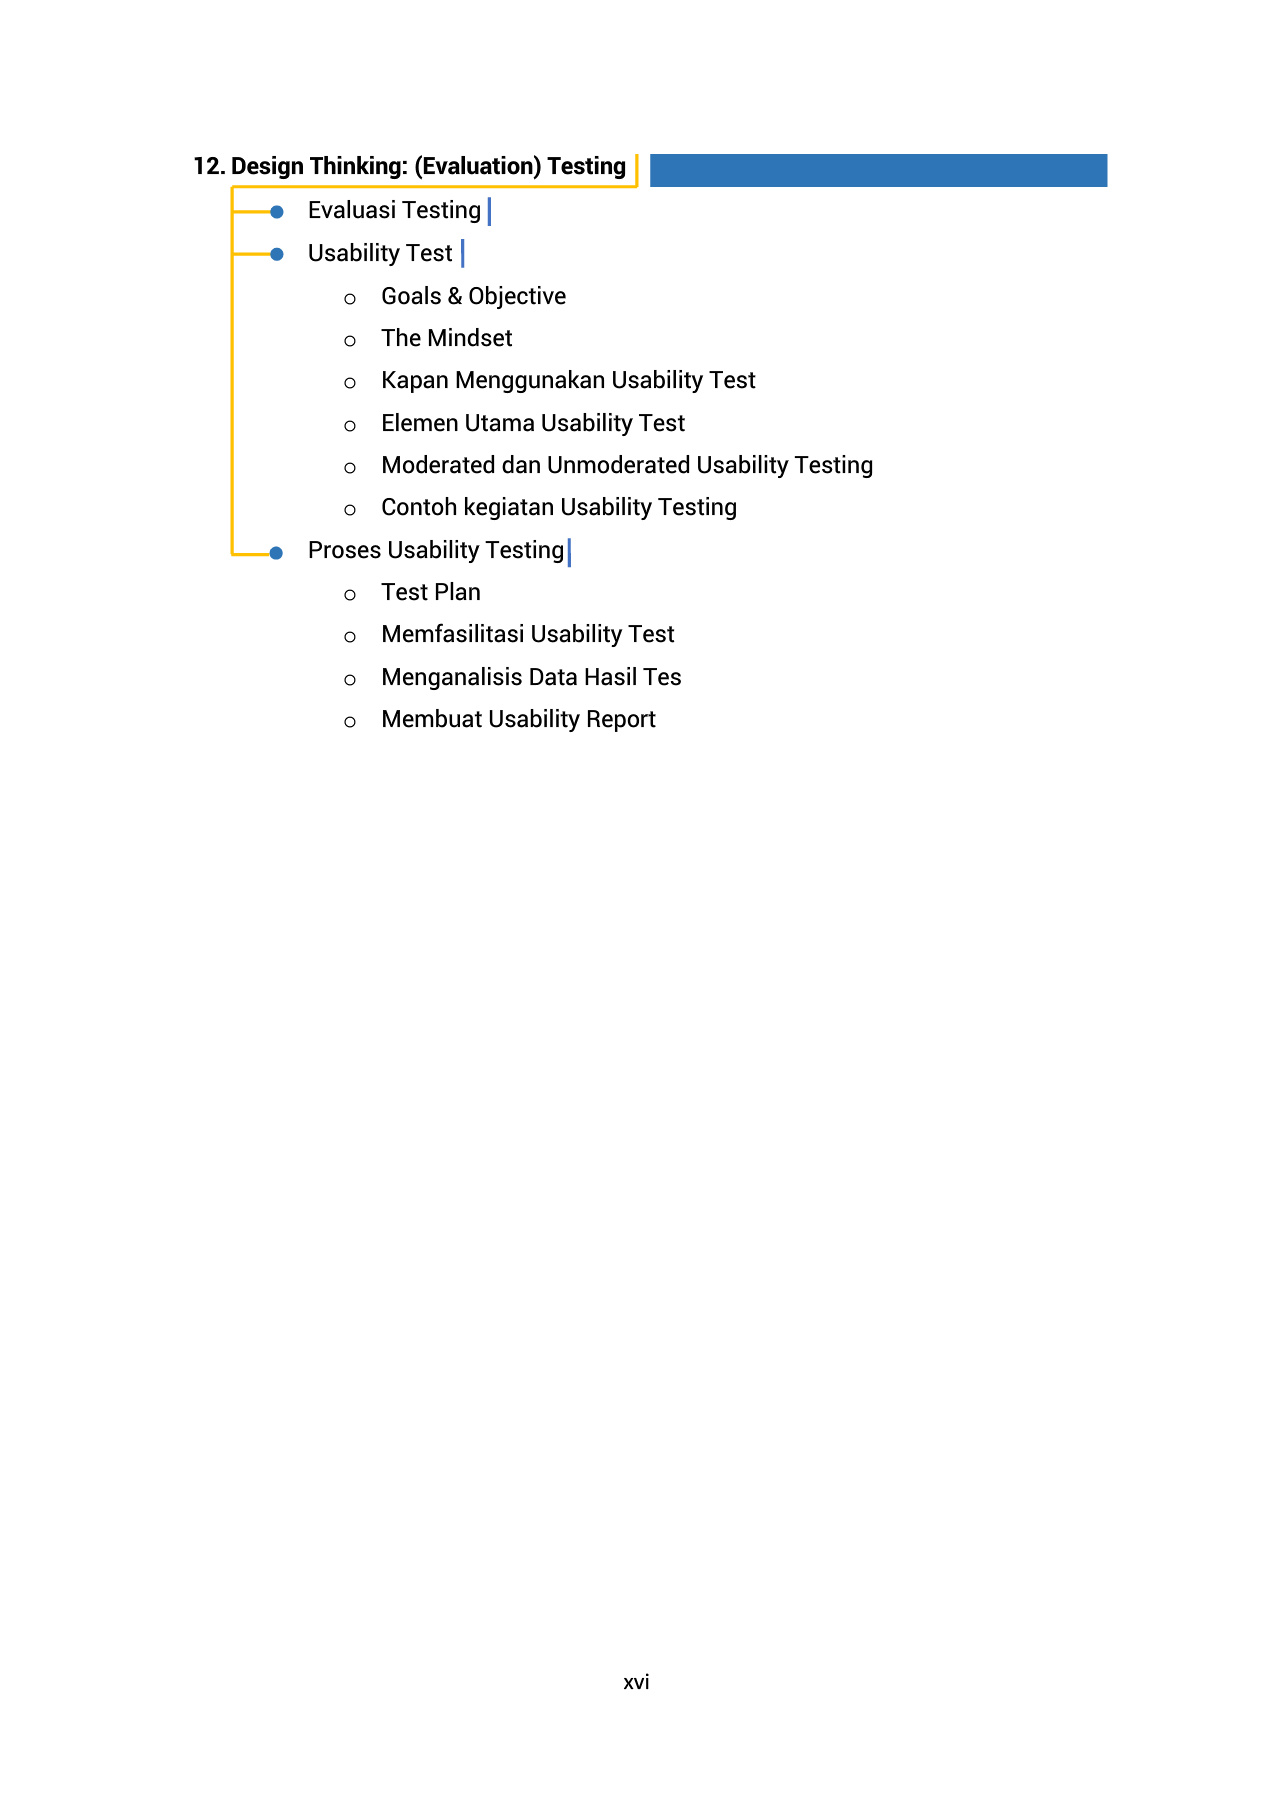 12. Design Thinking: (Evaluation) Testing
Evaluasi Testing
Usability Test
Goals & Objective
The Mindset
Kapan Menggunakan Usability Test
Elemen Utama Usability Test
Moderated dan Unmoderated Usability Testing
Contoh kegiatan Usability Testing
Proses Usability Testing
Test Plan
Memfasilitasi Usability Test
Menganalisis Data Hasil Tes
Membuat Usability Report
xvi